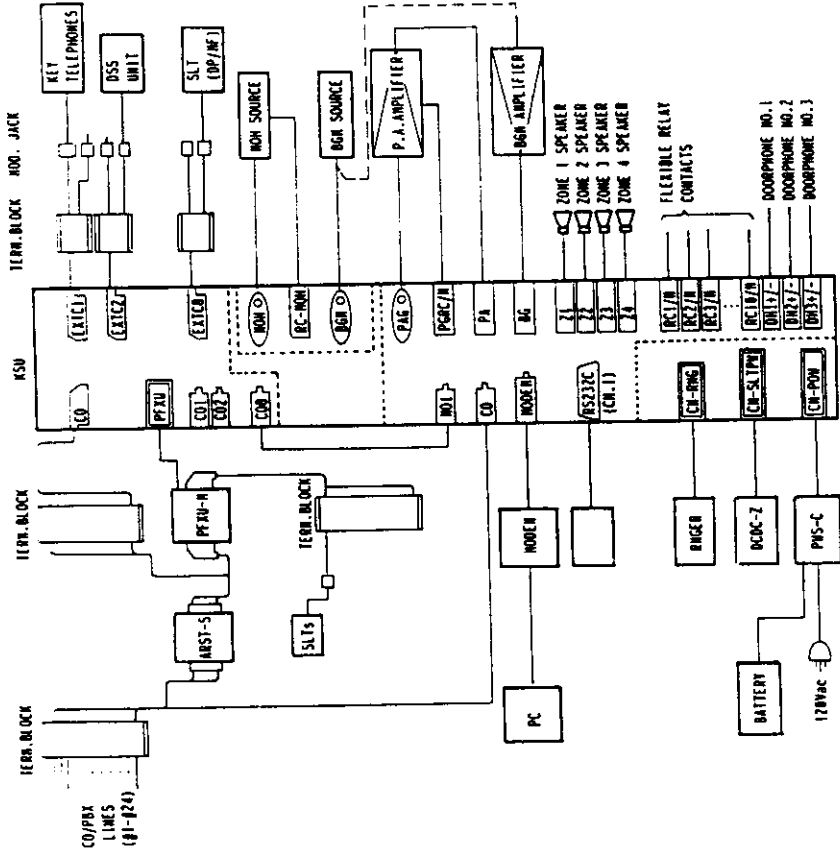 TERM.BLOCK
MOD. JACK
KEY
TELEPHONES
DSS
UNIT
SLT
(DP/MF)
MOH SOURCE
BGM SOURCE
P.A.AMPLIFIER
BGM AMPLIFIER
ZONE 1 SPEAKER
ZONE 2 SPEAKER
ZONE 3 SPEAKER
ZONE 4 SPEAKER
FLEXIBLE RELAY
CONTACTS
DOORPHONE NO.1
DOORPHONE NO.2
DOORPHONE NO.3
KSU
EXTC1
EXTC2
EXTC8
MOH
RC-MOH
BGM
PAG
PGRC/M
PA
BG
Z1
Z2
Z3
Z4
RC1/M
RC2/M
RC3/M
RC10/M
DH1+/-
DH2+/-
DH3+/-
CO
PFXU
CO1
CO2
CO8
NO1
CO
MODEM
RS232C
(CH.1)
CN-RNG
CN-SLTPW
CN-POW
TERM.BLOCK
PFXU-M
TERM.BLOCK
ARST-S
SLTs
MODEM
PC
RNGER
DCDC-Z
PWS-C
BATTERY
120Vac
TERM.BLOCK
CO/PBX
LINES
(#1-#24)